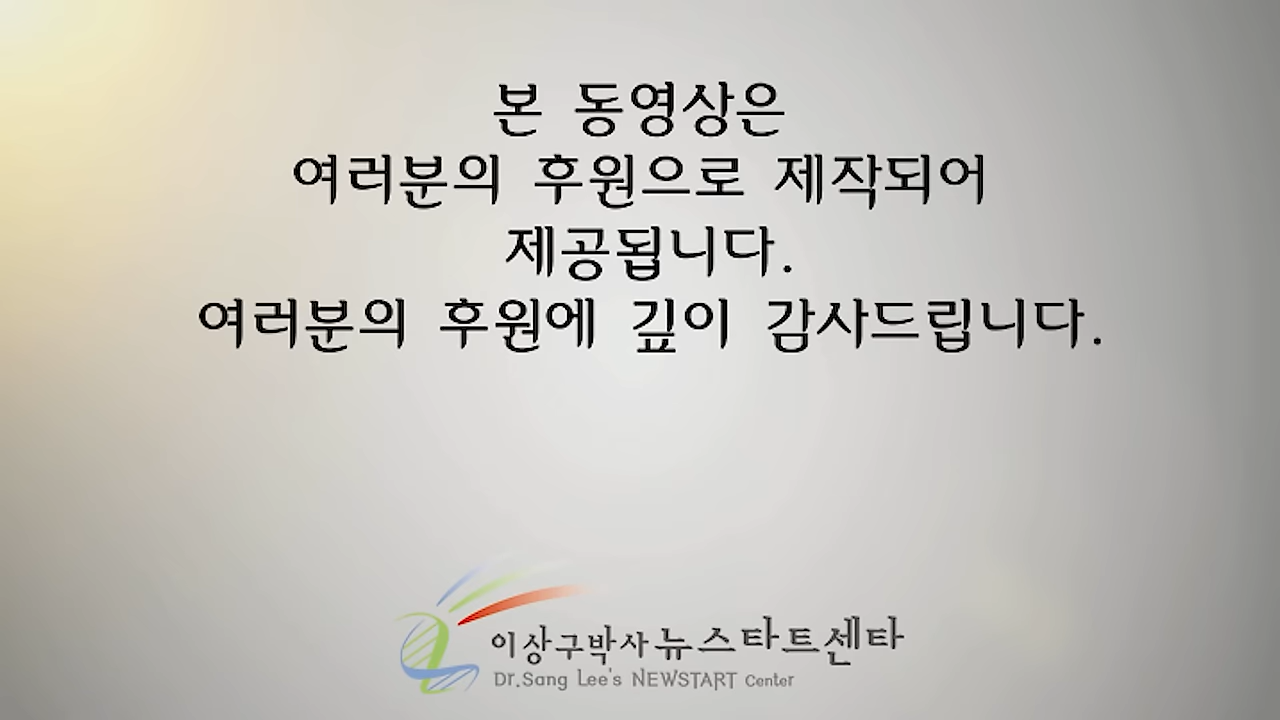 본 동영상은
여러분의 후원으로 제작되어
제공됩니다.
여러분의 후원에 깊이 감사드립니다.
이상구박사 뉴스타트센타
Dr.Sang Lee's NEWSTART Center